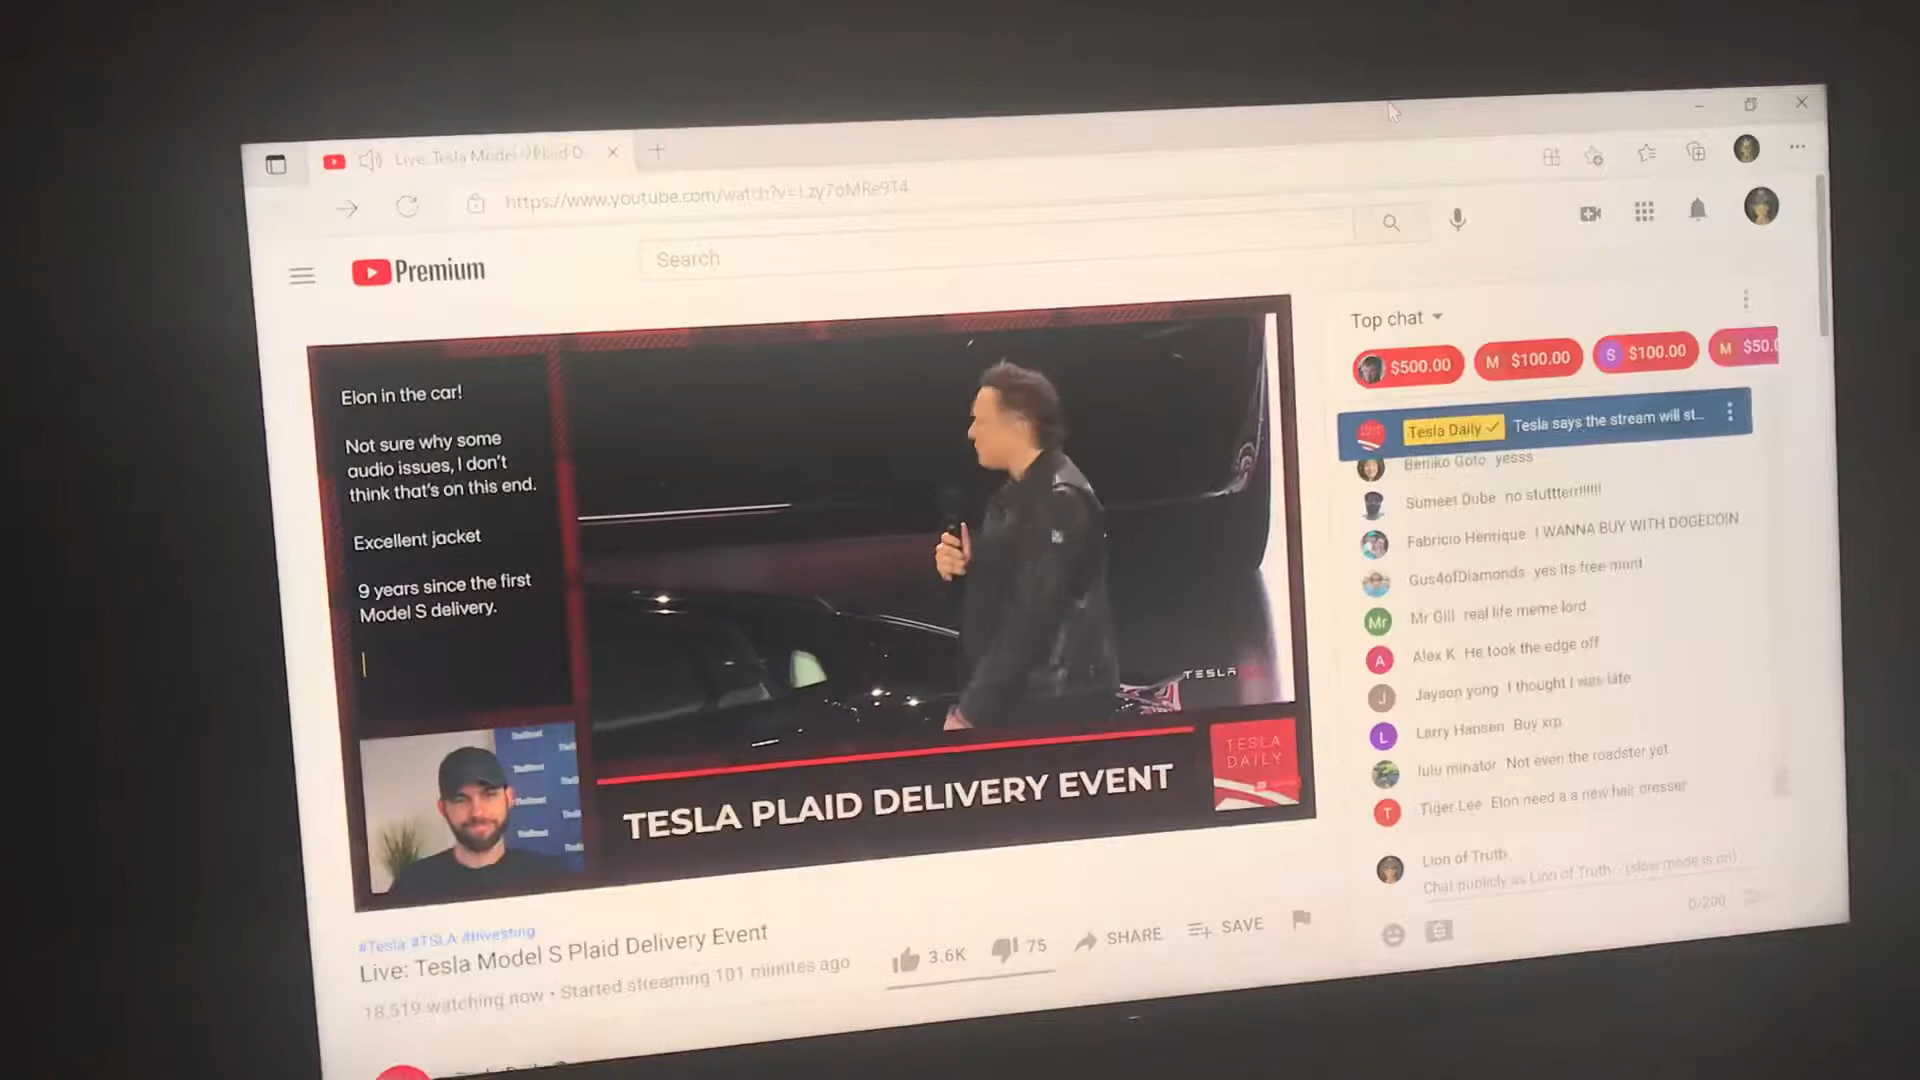 Live: Tesla Model S Plaid D
https://www.youtube.com/watch?v=Lzy7oMRe9T4
Premium
Search
Elon in the car!
Not sure why some
audio issues, I don't
think that's on this end.
Excellent jacket
9 years since the first
Model S delivery.
TESLA
TESLA
DAILY
TESLA PLAID DELIVERY EVENT
#Tesla #TSLA #Investing
Live: Tesla Model S Plaid Delivery Event
18,519 watching now • Started streaming 101 minutes ago
3.6K
75
SHARE
SAVE
Top chat
$500.00
M $100.00
S $100.00
M $50.0
Tesla Daily Tesla says the stream will st...
Beniko Goto yesss
Sumeet Dube no stuttterr!!!!!!
Fabricio Henrique I WANNA BUY WITH DOGECOIN
Gus4ofDiamonds yes its free mont
Mr Mr Gill real life meme lord
A Alex K He took the edge off
J Jayson yong I thought I was late
L Larry Hansen Buy xrp
lulu minator Not even the roadster yet
T Tiger Lee Elon need a a new hair dresser
Lion of Truth
Chat publicly as Lion of Truth... (slow mode is on)
0/200